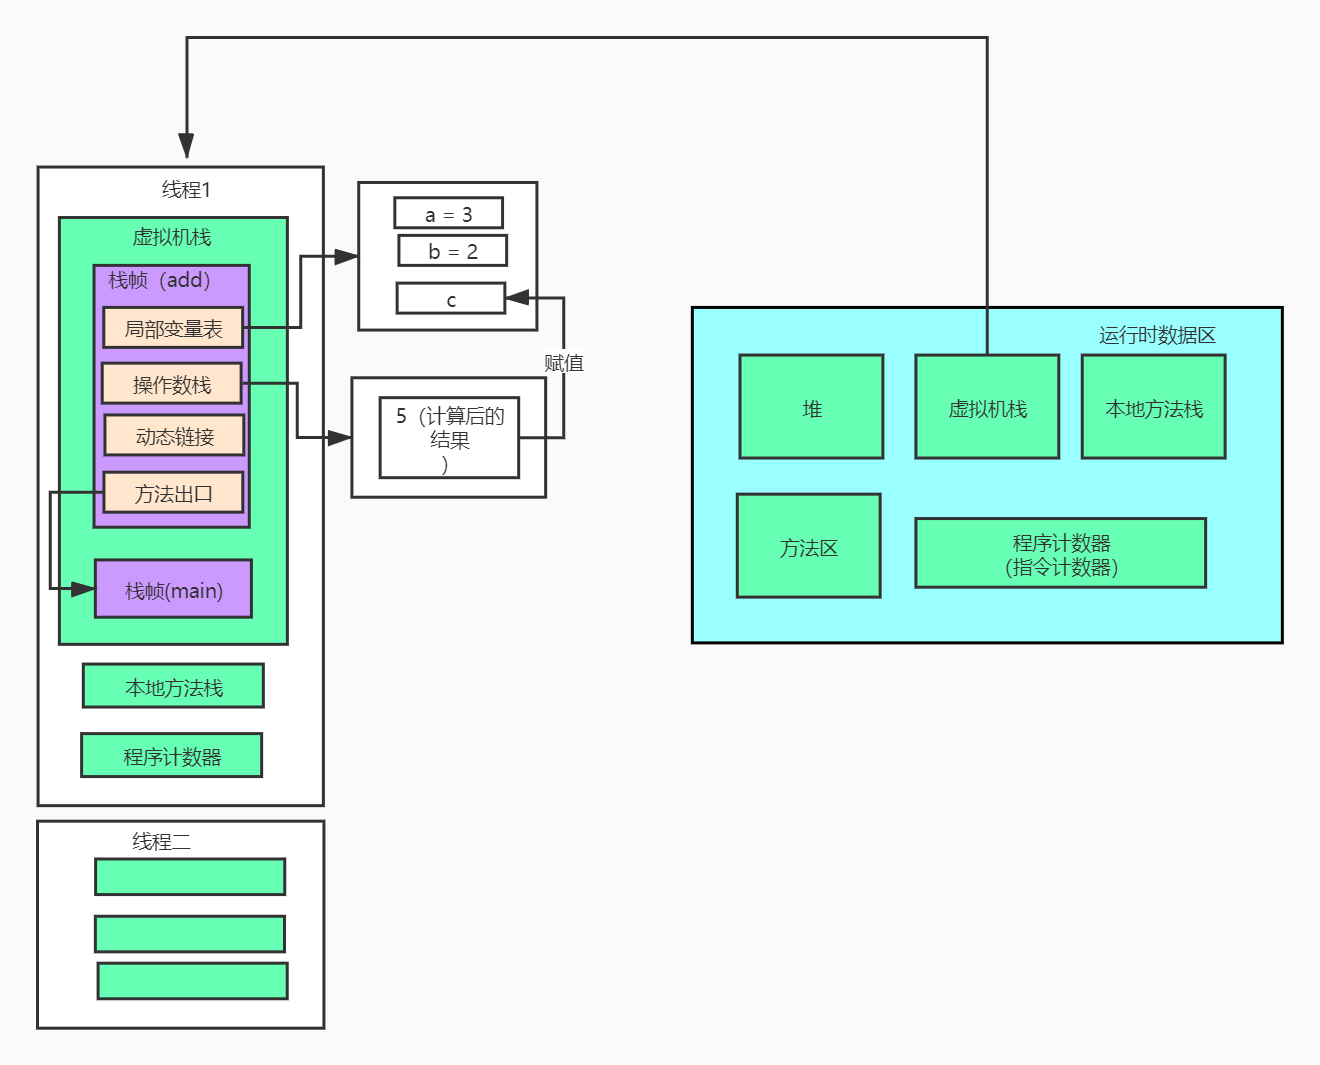 线程1
虚拟机栈
栈帧（add）
局部变量表
操作数栈
动态链接
方法出口
栈帧(main)
本地方法栈
程序计数器
线程二
a = 3
b = 2
c
赋值
5（计算后的
结果
）
运行时数据区
堆
虚拟机栈
本地方法栈
方法区
程序计数器
（指令计数器）